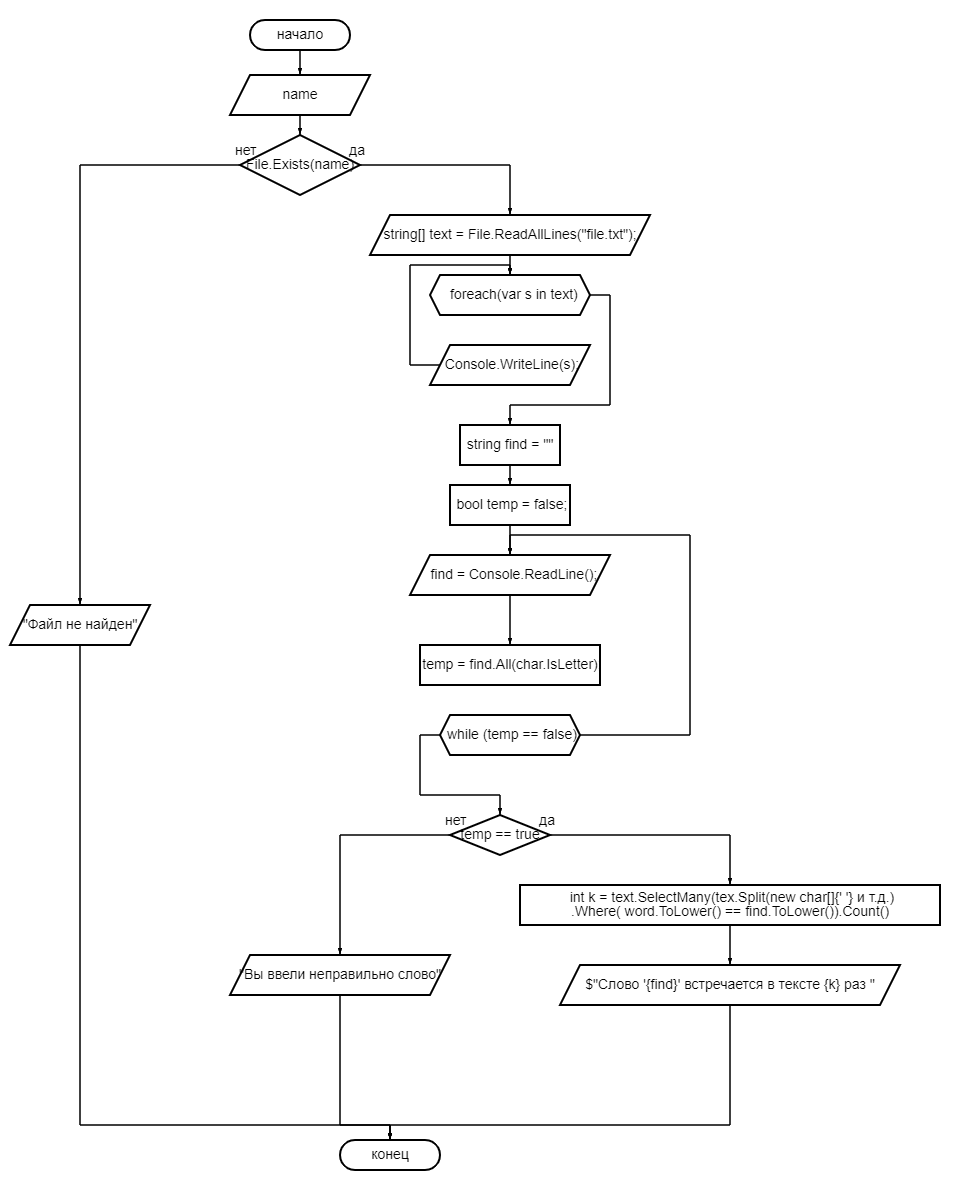 начало
name
нет
да
File.Exists(name)
string[] text = File.ReadAllLines("file.txt");
foreach(var s in text)
Console.WriteLine(s);
string find = ""
bool temp = false;
find = Console.ReadLine();
"Файл не найден"
temp = find.All(char.IsLetter)
while (temp == false)
нет
да
temp == true
int k = text.SelectMany(tex.Split(new char[]{' '} и т.д.)
.Where( word.ToLower() == find.ToLower()).Count()
"Вы ввели неправильно слово"
$"Слово '{find}' встречается в тексте {k} раз "
конец